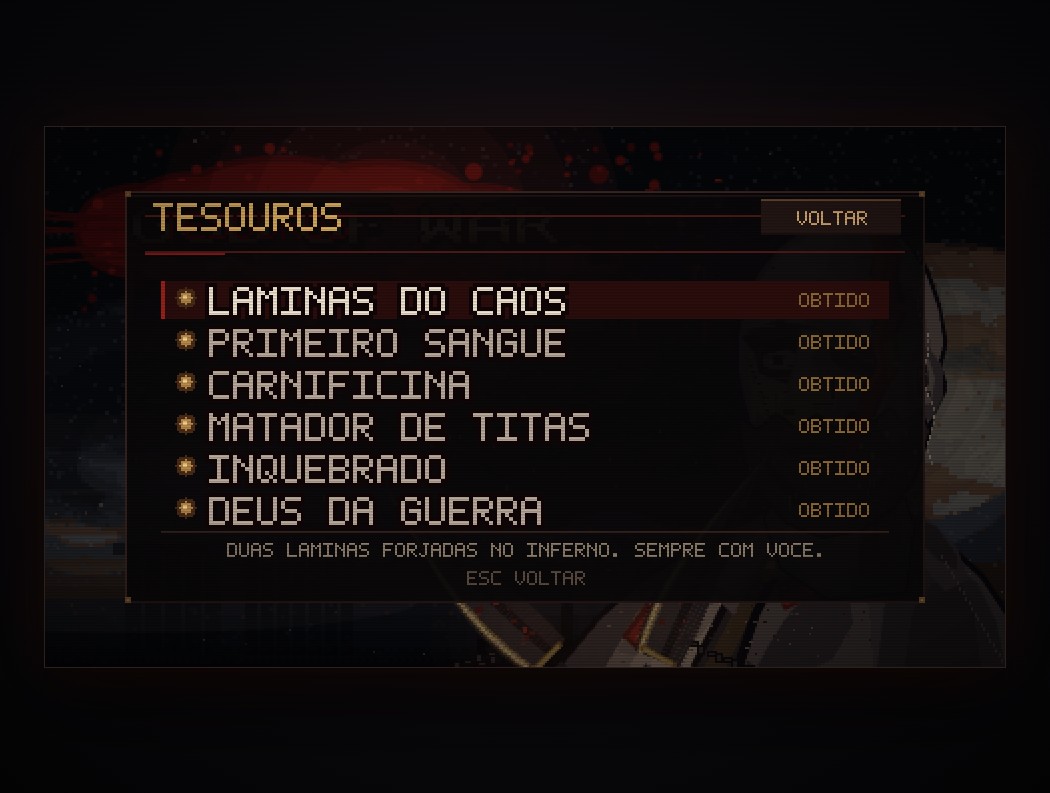 TESOUROS
VOLTAR
LAMINAS DO CAOS OBTIDO
PRIMEIRO SANGUE OBTIDO
CARNIFICINA OBTIDO
MATADOR DE TITAS OBTIDO
INQUEBRADO OBTIDO
DEUS DA GUERRA OBTIDO
DUAS LAMINAS FORJADAS NO INFERNO. SEMPRE COM VOCE.
ESC VOLTAR